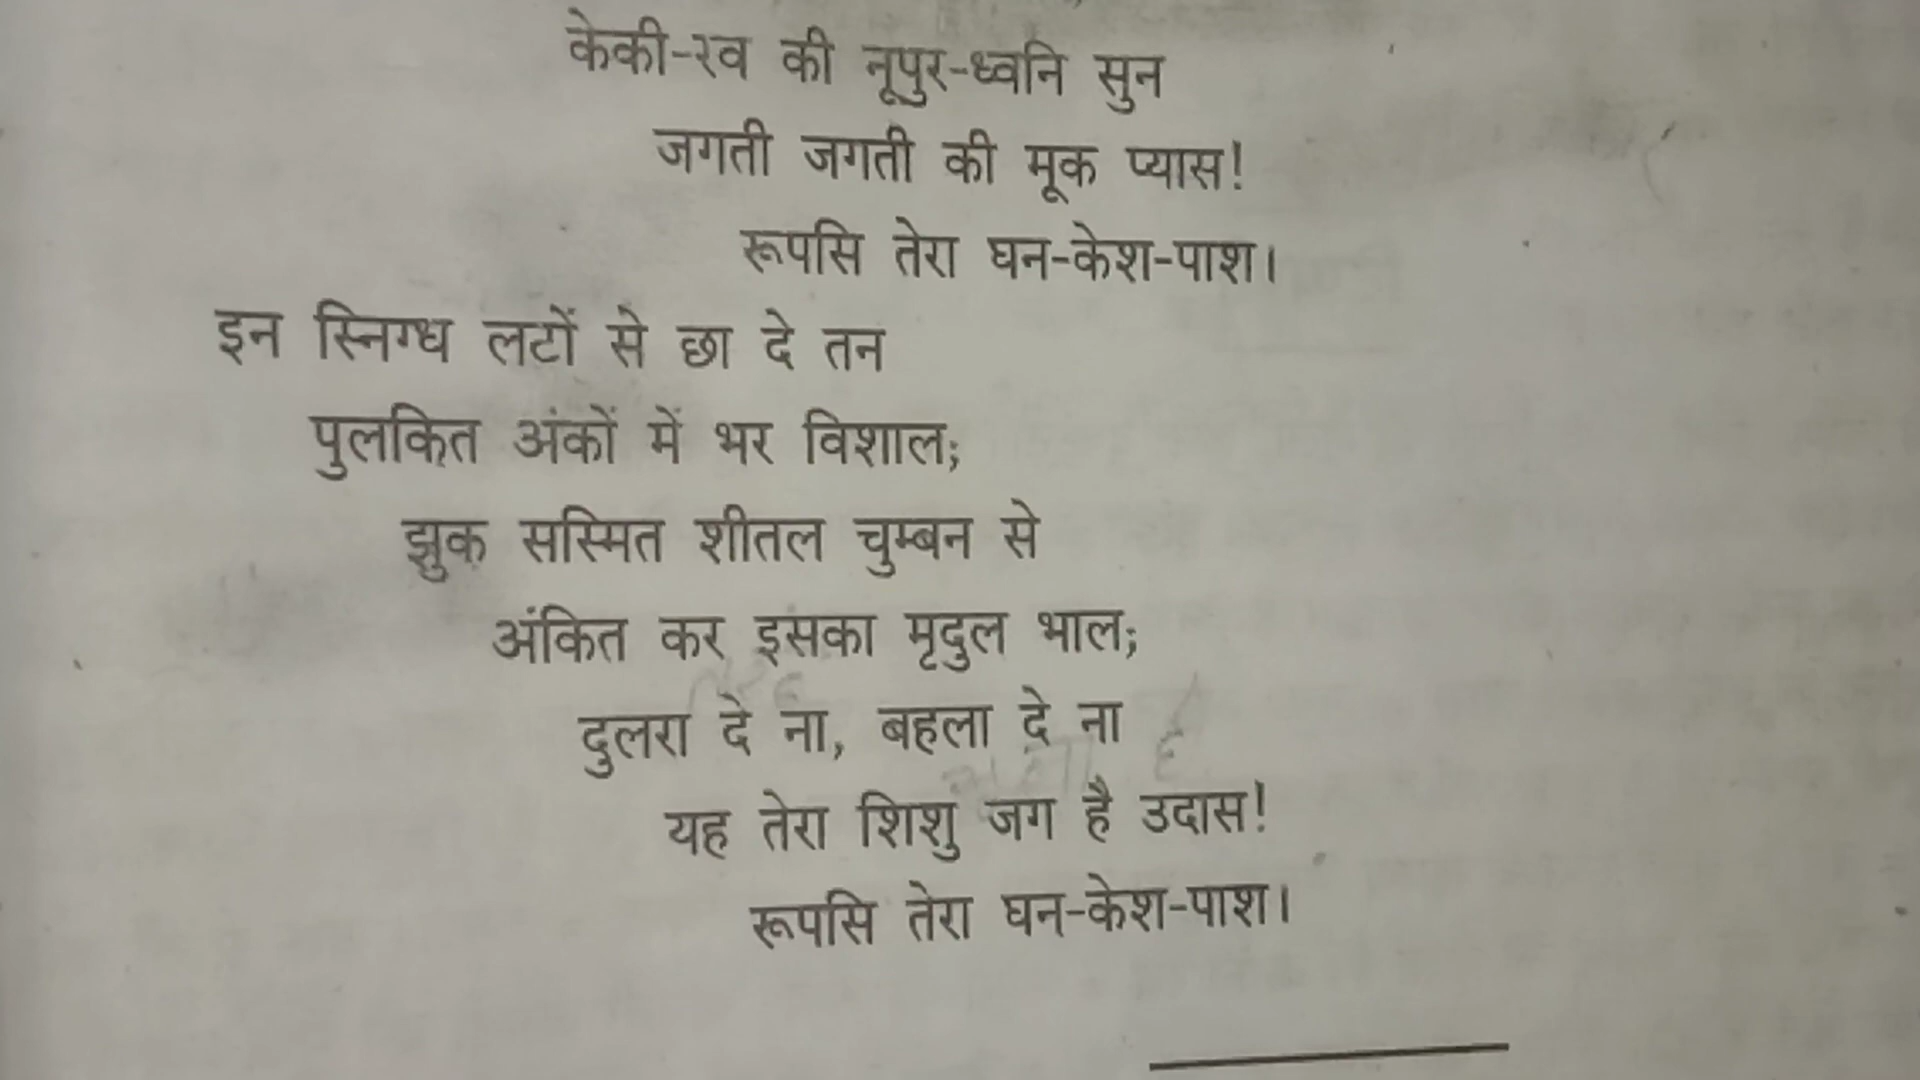 केकी-रव की नूपुर-ध्वनि सुन
जगती जगती की मूक प्यास!
रूपसि तेरा घन-केश-पाश।
इन स्निग्ध लटों से छा दे तन
पुलकित अंकों में भर विशाल;
झुक सस्मित शीतल चुम्बन से
अंकित कर इसका मृदुल भाल;
दुलरा दे ना, बहला दे ना
यह तेरा शिशु जग है उदास!
रूपसि तेरा घन-केश-पाश।